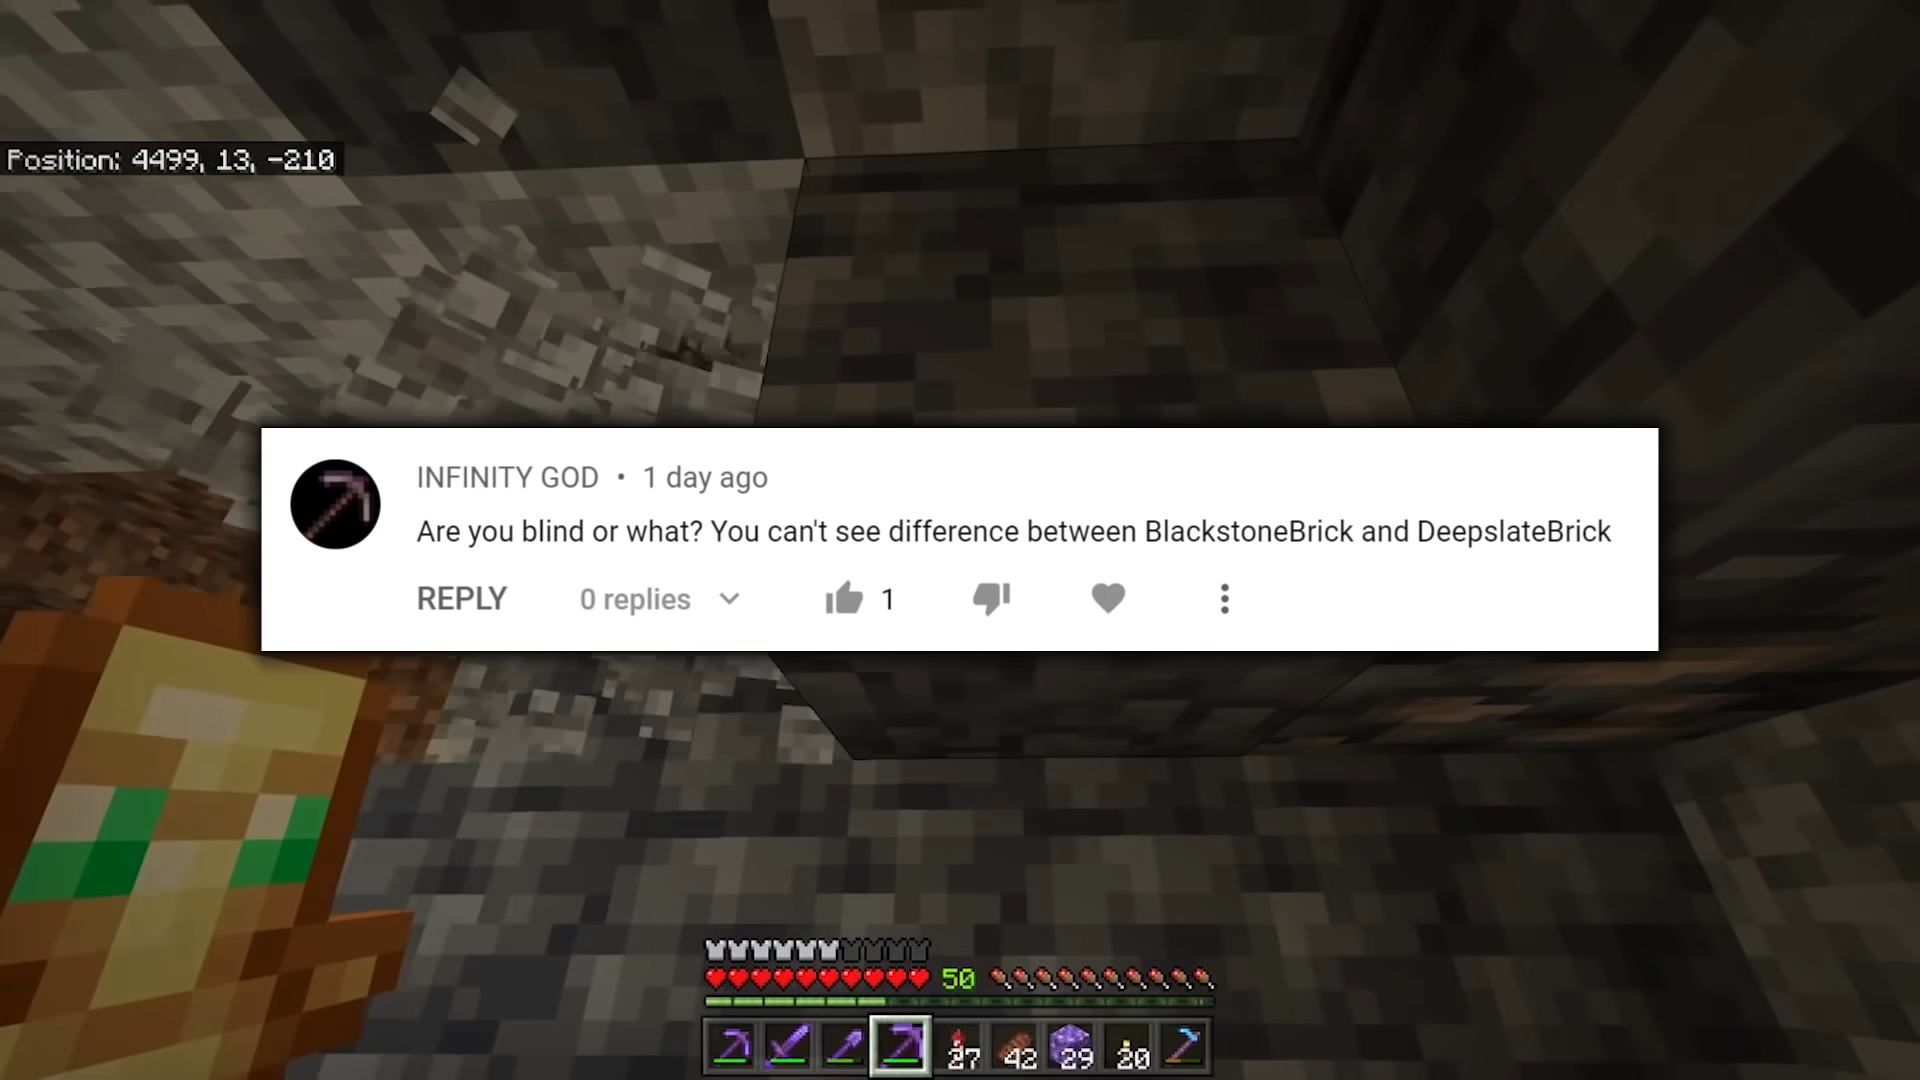 Position: 4499, 13, -210
INFINITY GOD • 1 day ago
Are you blind or what? You can't see difference between BlackstoneBrick and DeepslateBrick
REPLY 0 replies 1
50
27 42 29 20